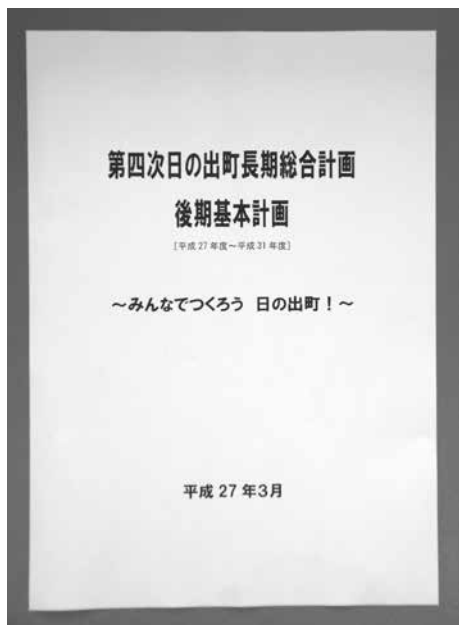 第四次日の出町長期総合計画
後期基本計画
［平成27年度～平成31年度］
～みんなでつくろう 日の出町！～
平成 27 年3月